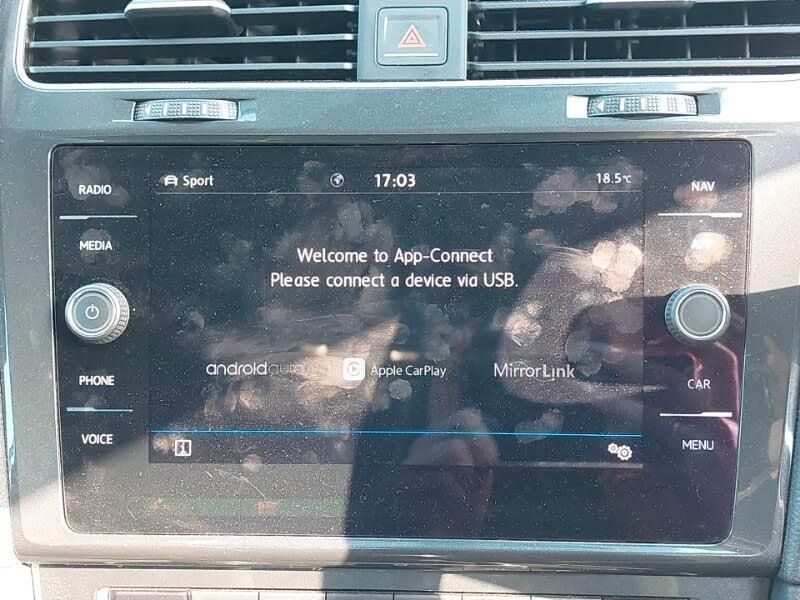 RADIO
MEDIA
PHONE
VOICE
Sport 17:03 18.5°C
Welcome to App-Connect
Please connect a device via USB.
androidauto Apple CarPlay MirrorLink
i
NAV
APP
CAR
MENU